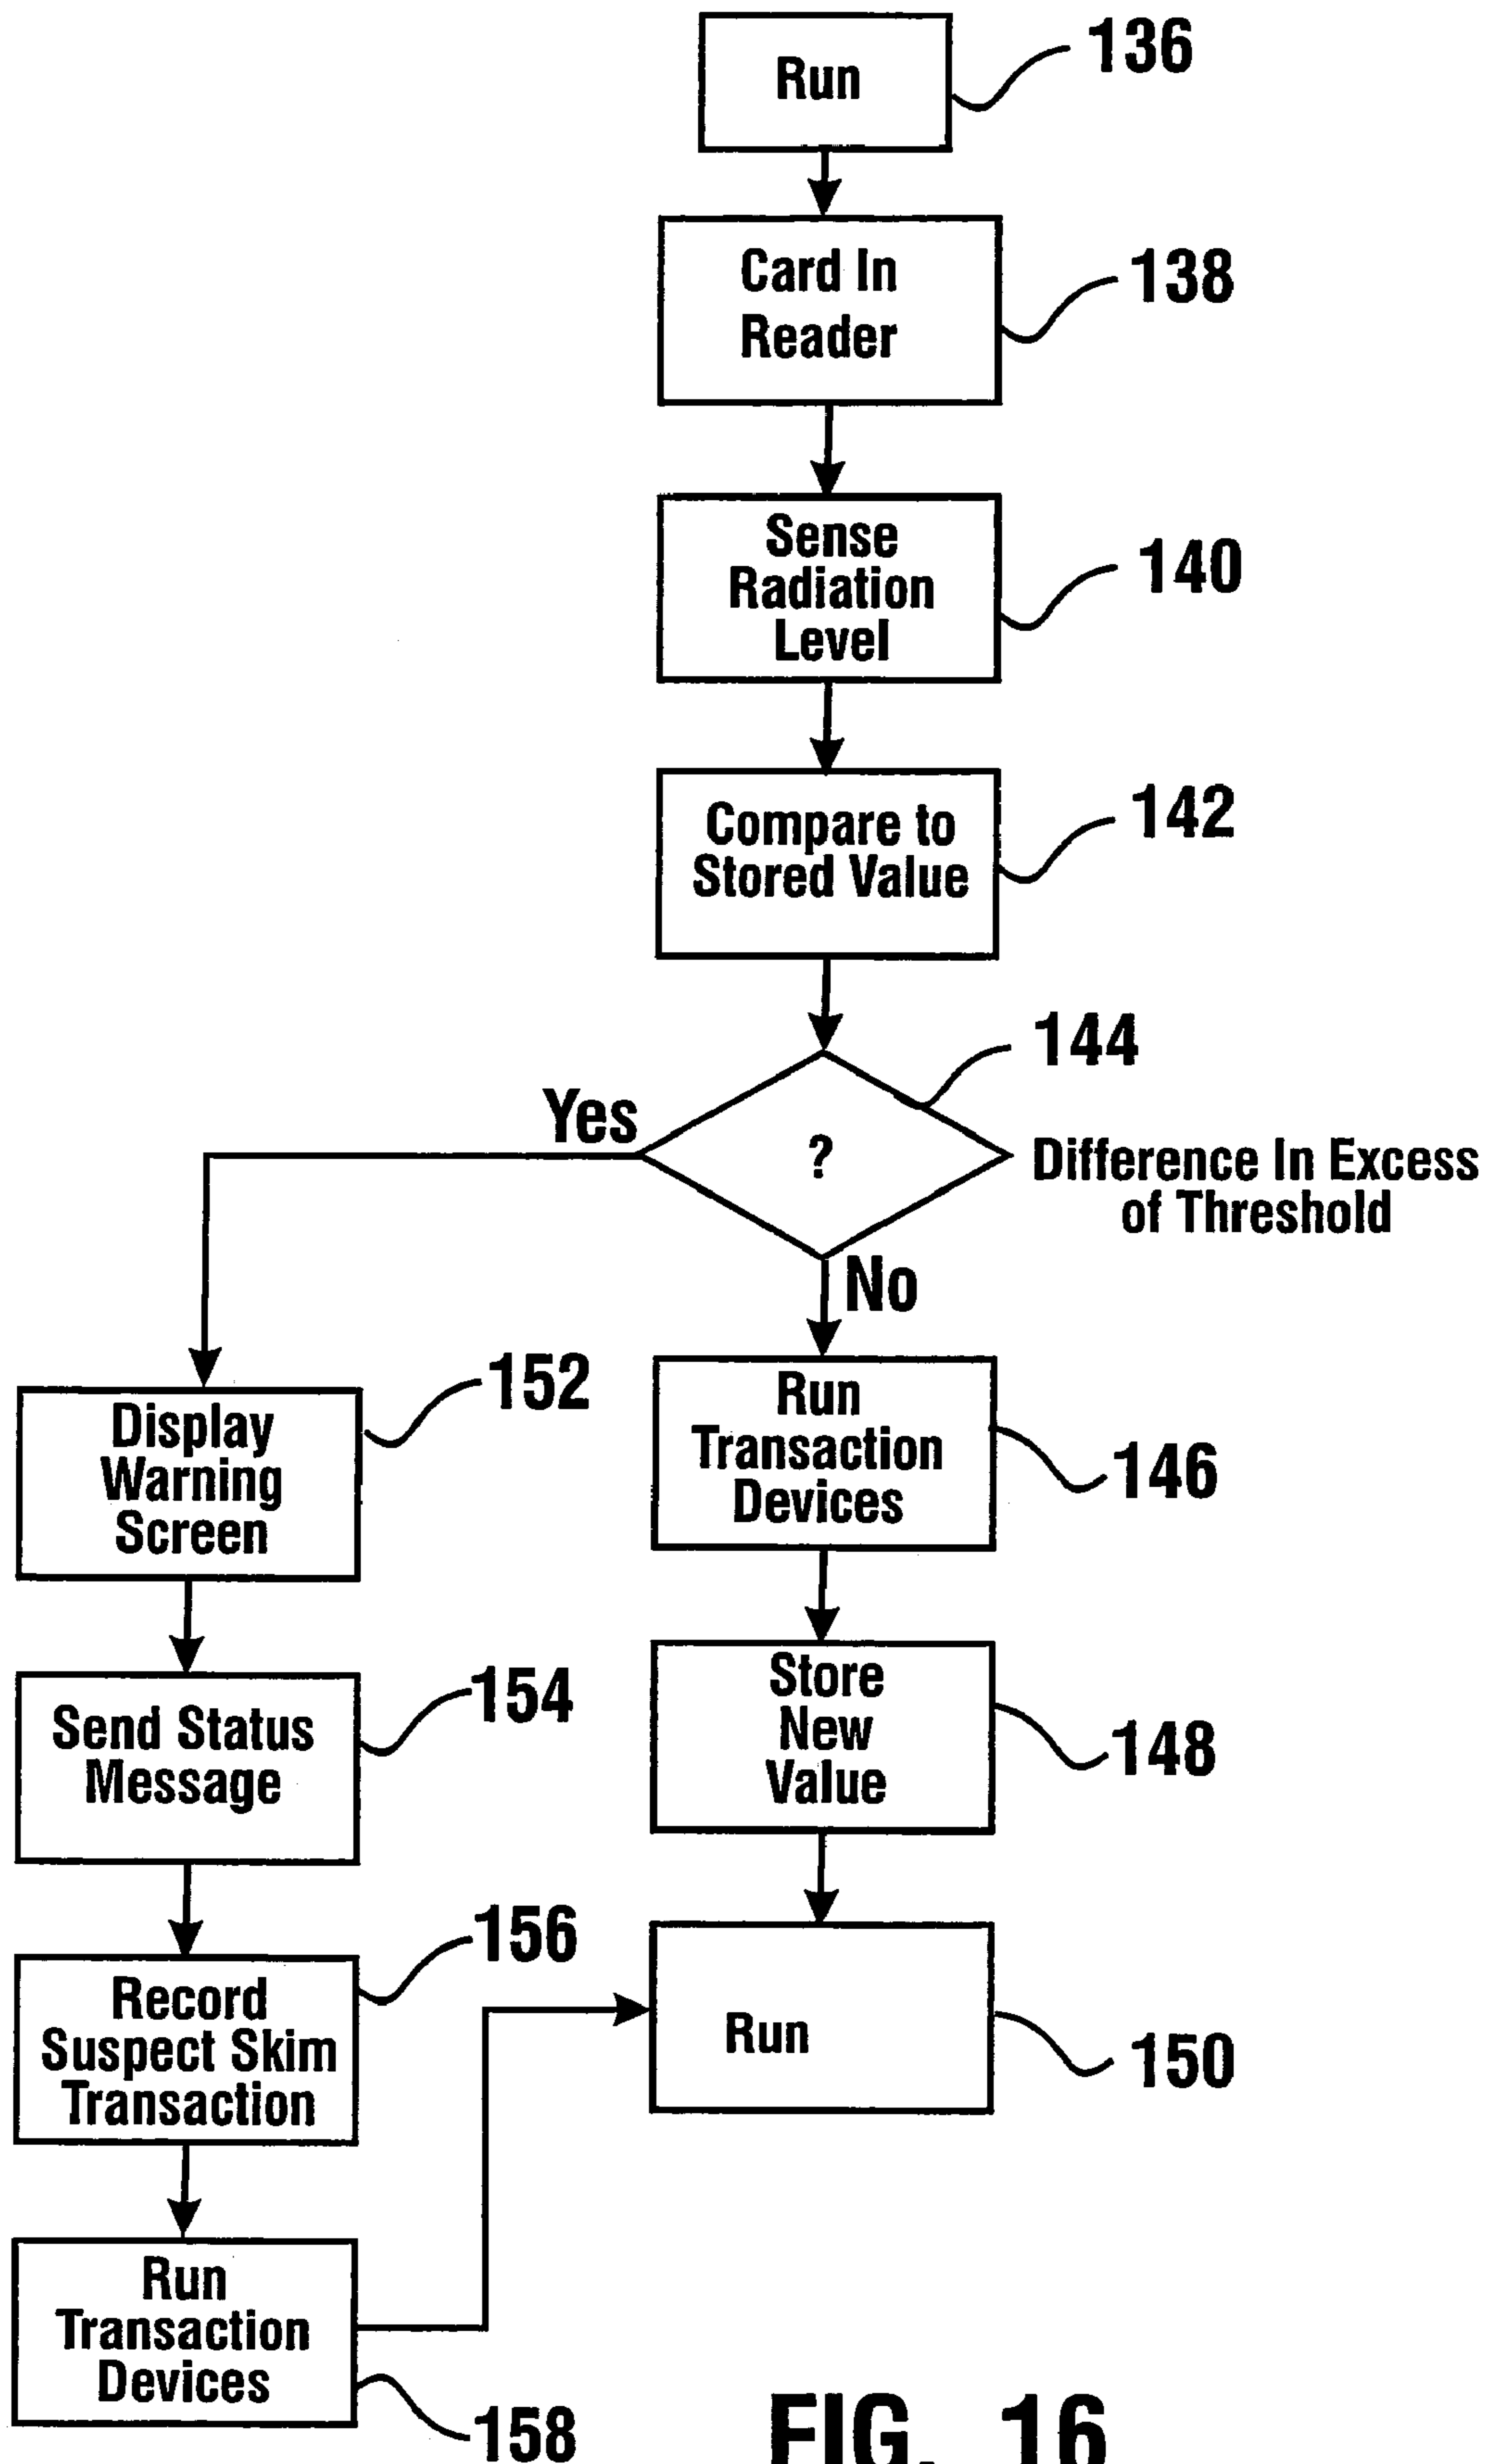 Run
136
Card In
Reader
138
Sense
Radiation
Level
140
Compare to
Stored Value
142
144
Yes
?
Difference In Excess
of Threshold
No
152
Display
Warning
Screen
Run
Transaction
Devices
146
154
Send Status
Message
Store
New
Value
148
156
Record
Suspect Skim
Transaction
Run
150
Run
Transaction
Devices
158
FIG. 16